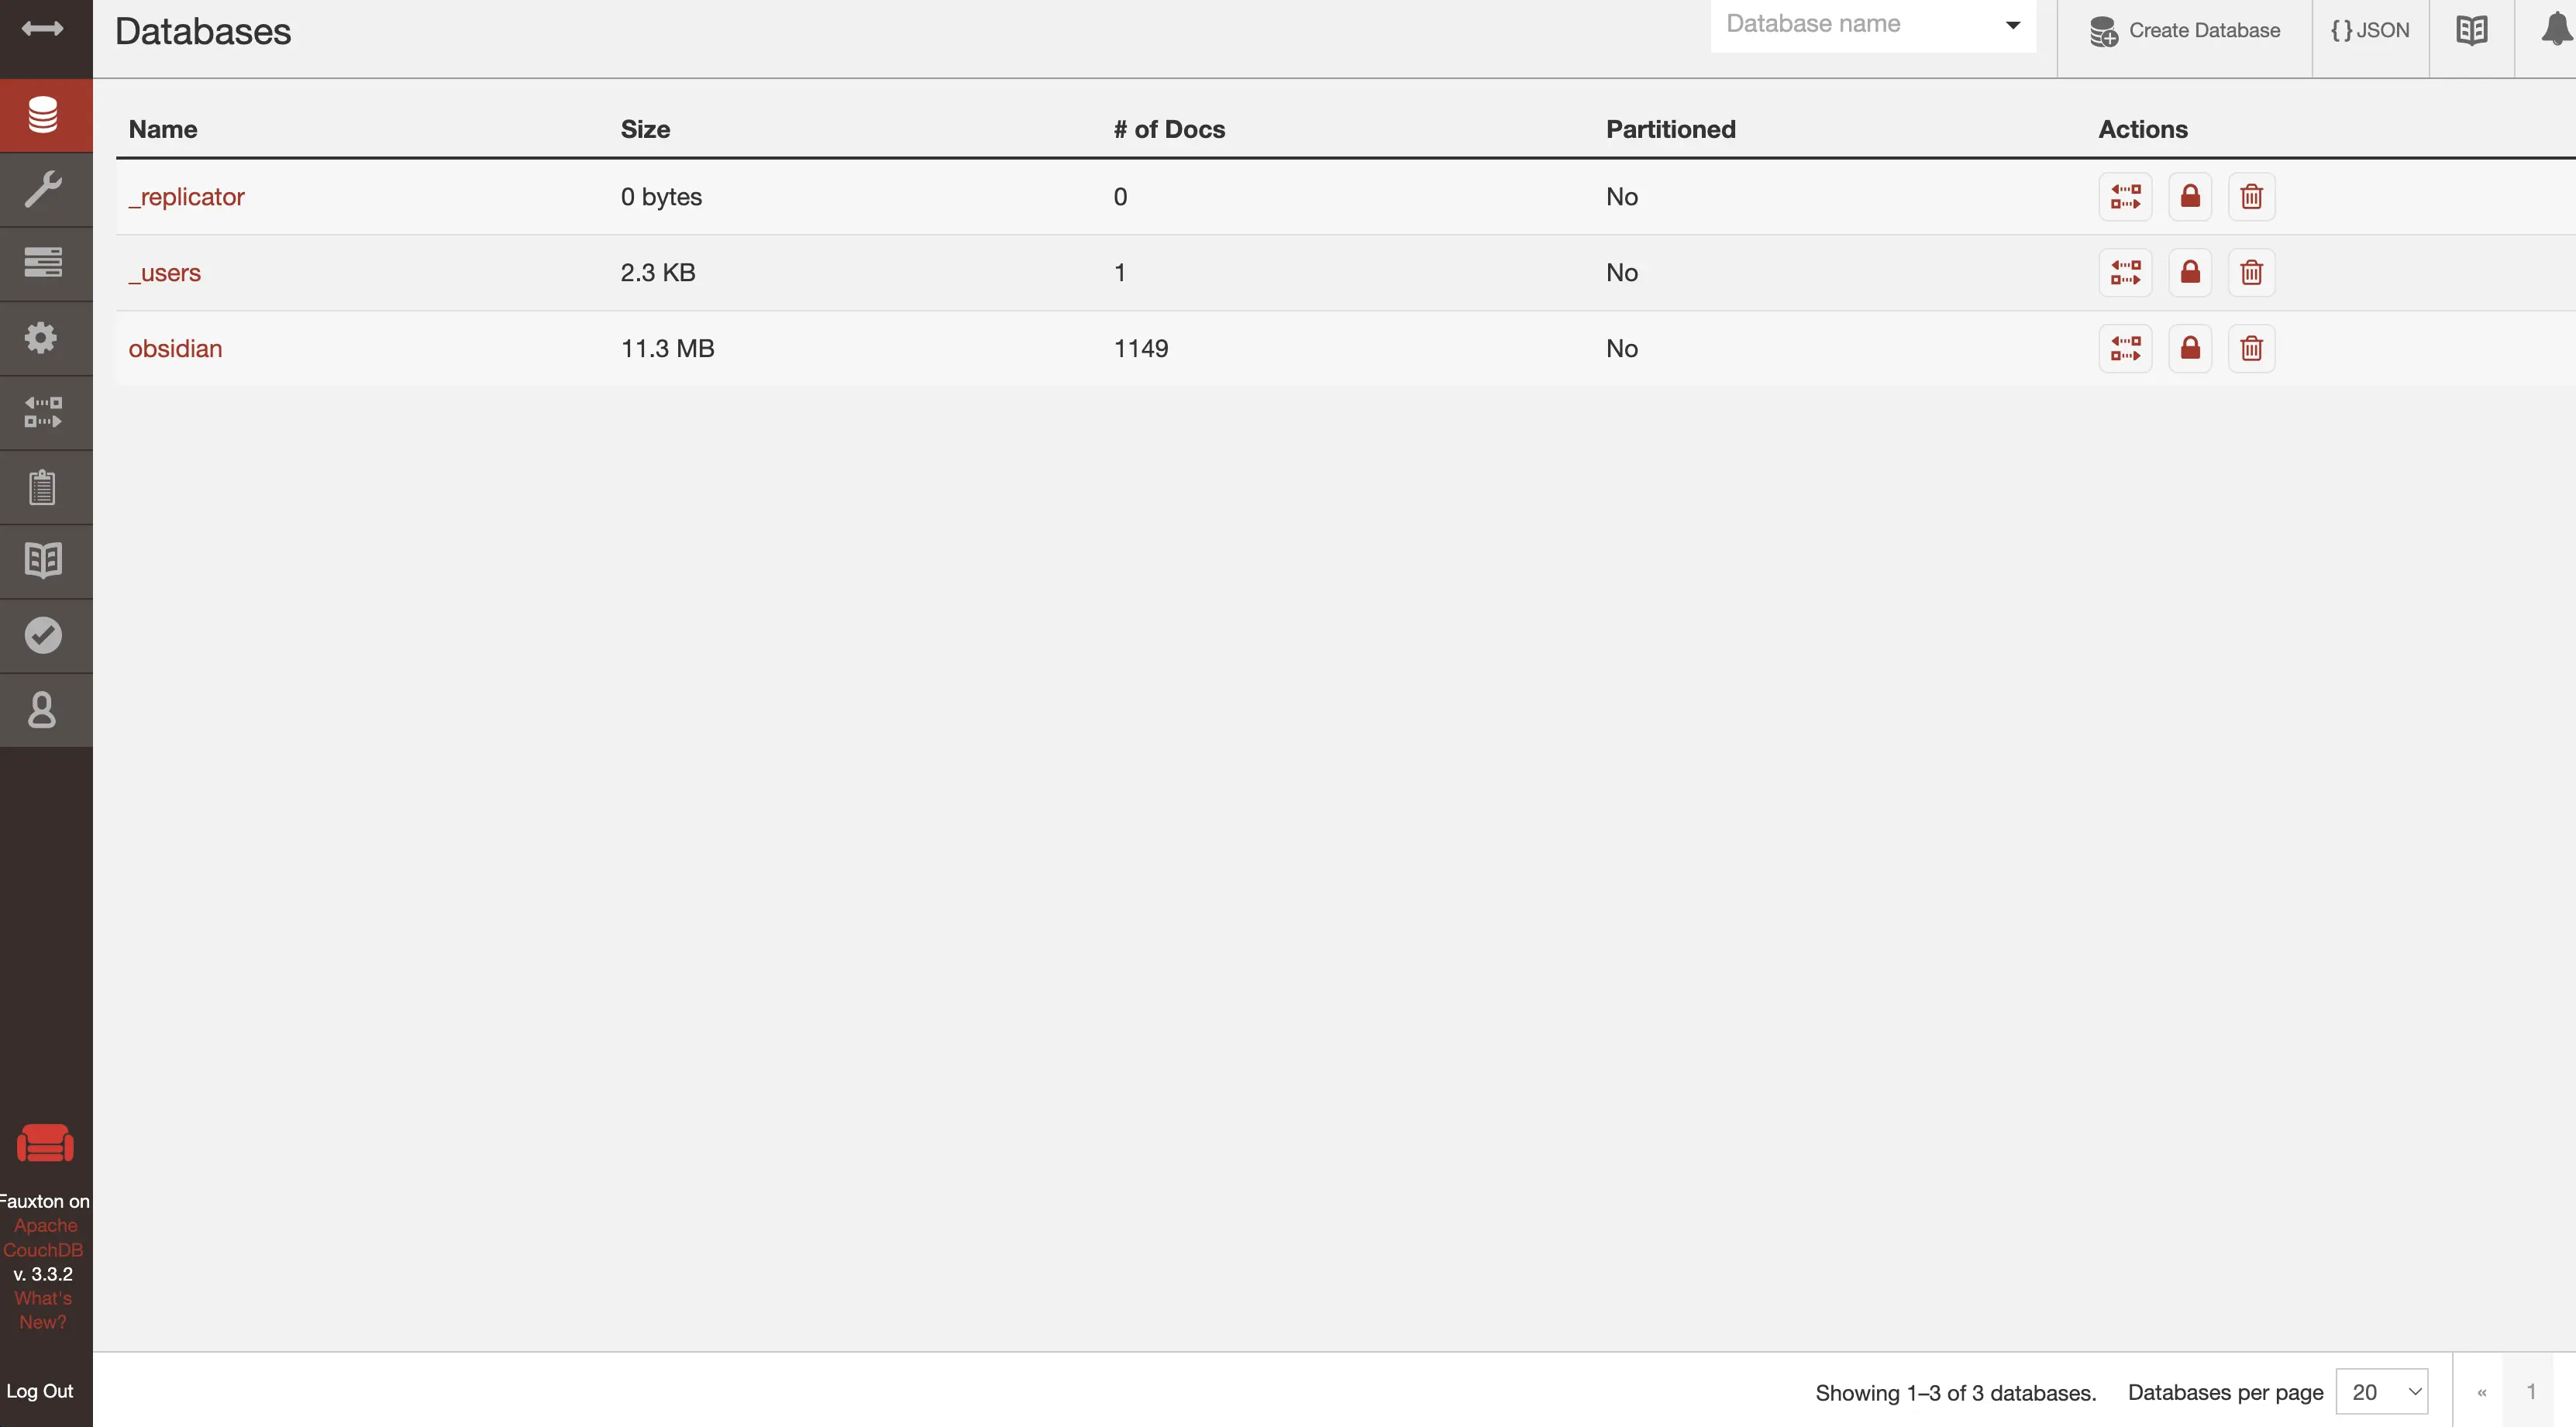 Databases
Database name
Create Database
{ } JSON
Name Size # of Docs Partitioned Actions
_replicator 0 bytes 0 No
_users 2.3 KB 1 No
obsidian 11.3 MB 1149 No
Fauxton on
Apache
CouchDB
v. 3.3.2
What's
New?
Log Out
Showing 1–3 of 3 databases. Databases per page 20 « 1